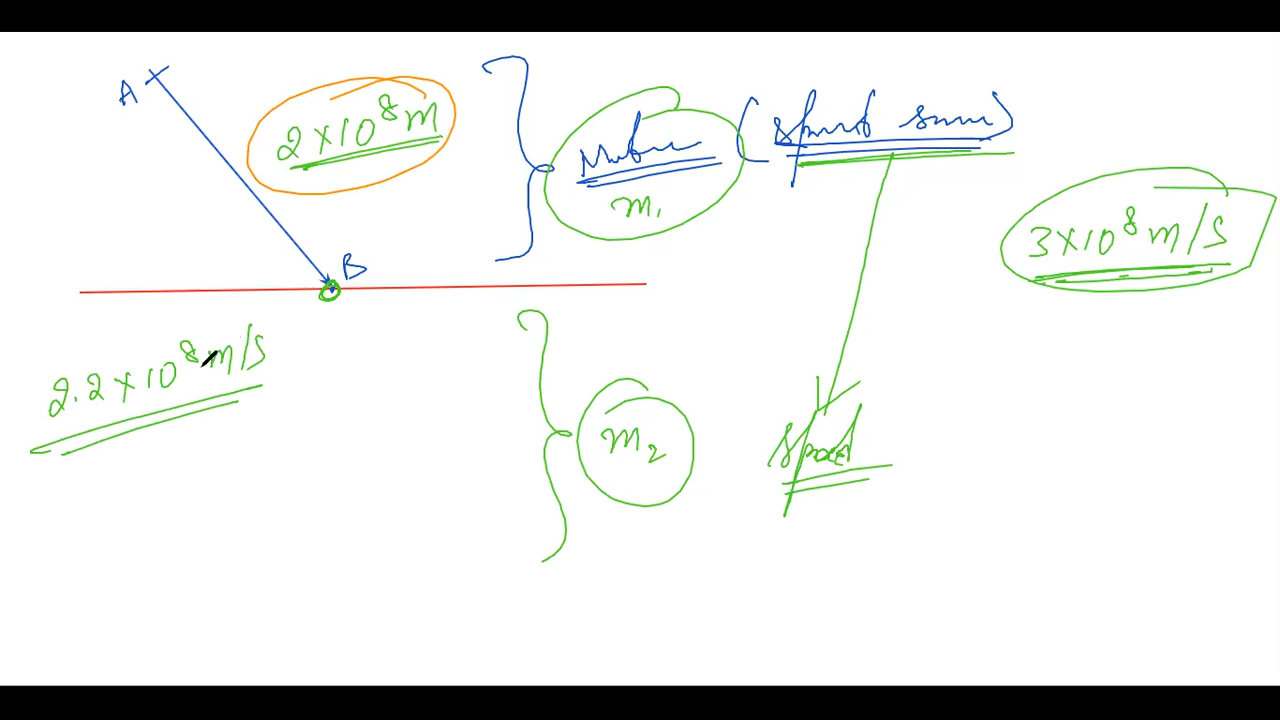 A
2×10⁸m
m₁
3×10⁸m/s
B
2.2×10⁸m/s
m₂
speed